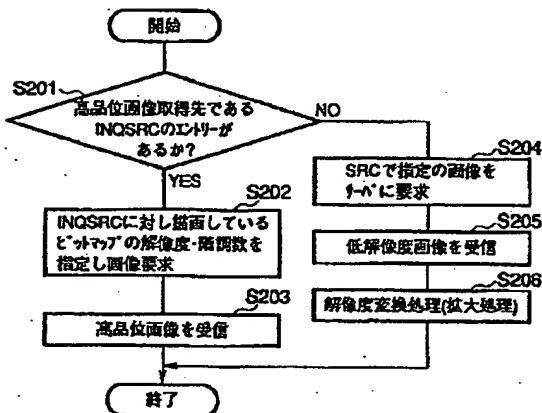 開始
S201
高品位画像取得先である
INQSRCのエントリーが
あるか?
NO
YES
S202
INQSRCに対し描画している
ビットマップの解像度・階調数を
指定し画像要求
S203
高品位画像を受信
S204
SRCで指定の画像を
サーバに要求
S205
低解像度画像を受信
S206
解像度変換処理(拡大処理)
終了